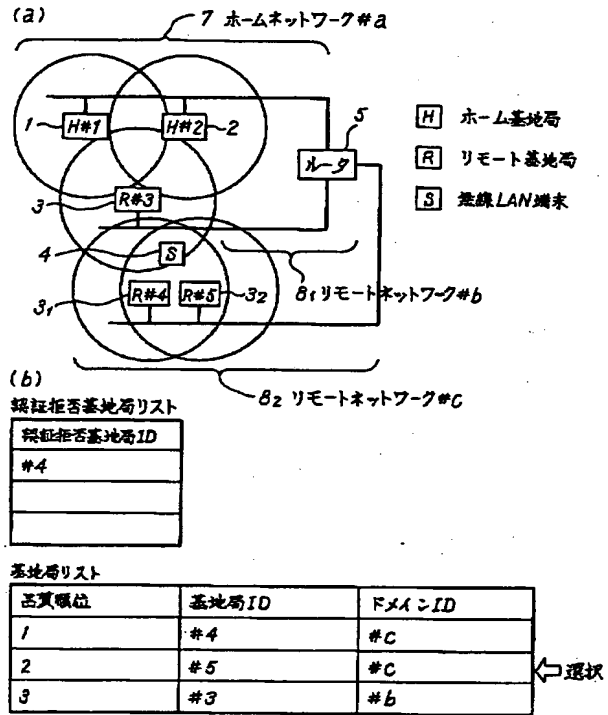 (a)
7 ホームネットワーク#a
1
H#1
H#2
2
5
ルータ
H ホーム基地局
R リモート基地局
S 無線LAN端末
3
R#3
4
S
3₁
R#4
R#5
3₂
8₁ リモートネットワーク#b
8₂ リモートネットワーク#c
(b)
認証拒否基地局リスト
認証拒否基地局ID
#4
基地局リスト
品質順位 基地局ID ドメインID
1 #4 #c
2 #5 #c 選択
3 #3 #b